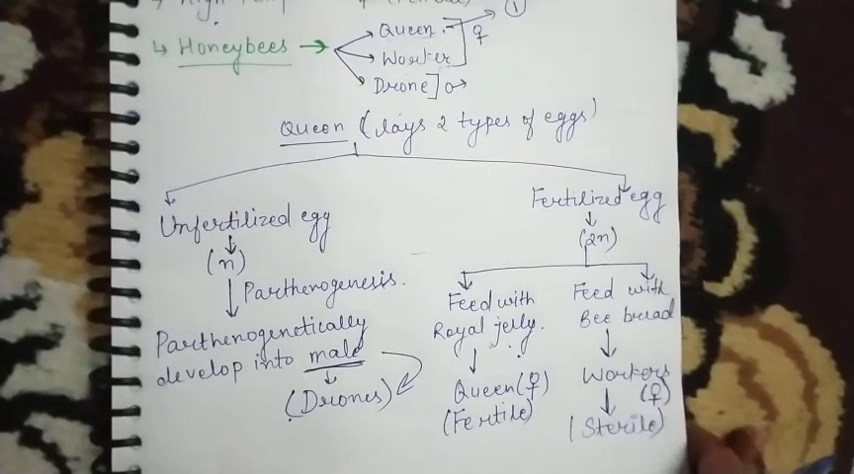 ↳ Honeybees → Queen ] ♀ → ①
Worker
Drone ] ♂
Queen (lays 2 types of eggs)
Unfertilized egg
(n)
Parthenogenesis.
Parthenogenetically
develop into male
(Drones)
Fertilized egg
(2n)
Feed with
Royal jelly.
Queen (♀)
(Fertile)
Feed with
Bee bread
Workers
(♀)
(Sterile)